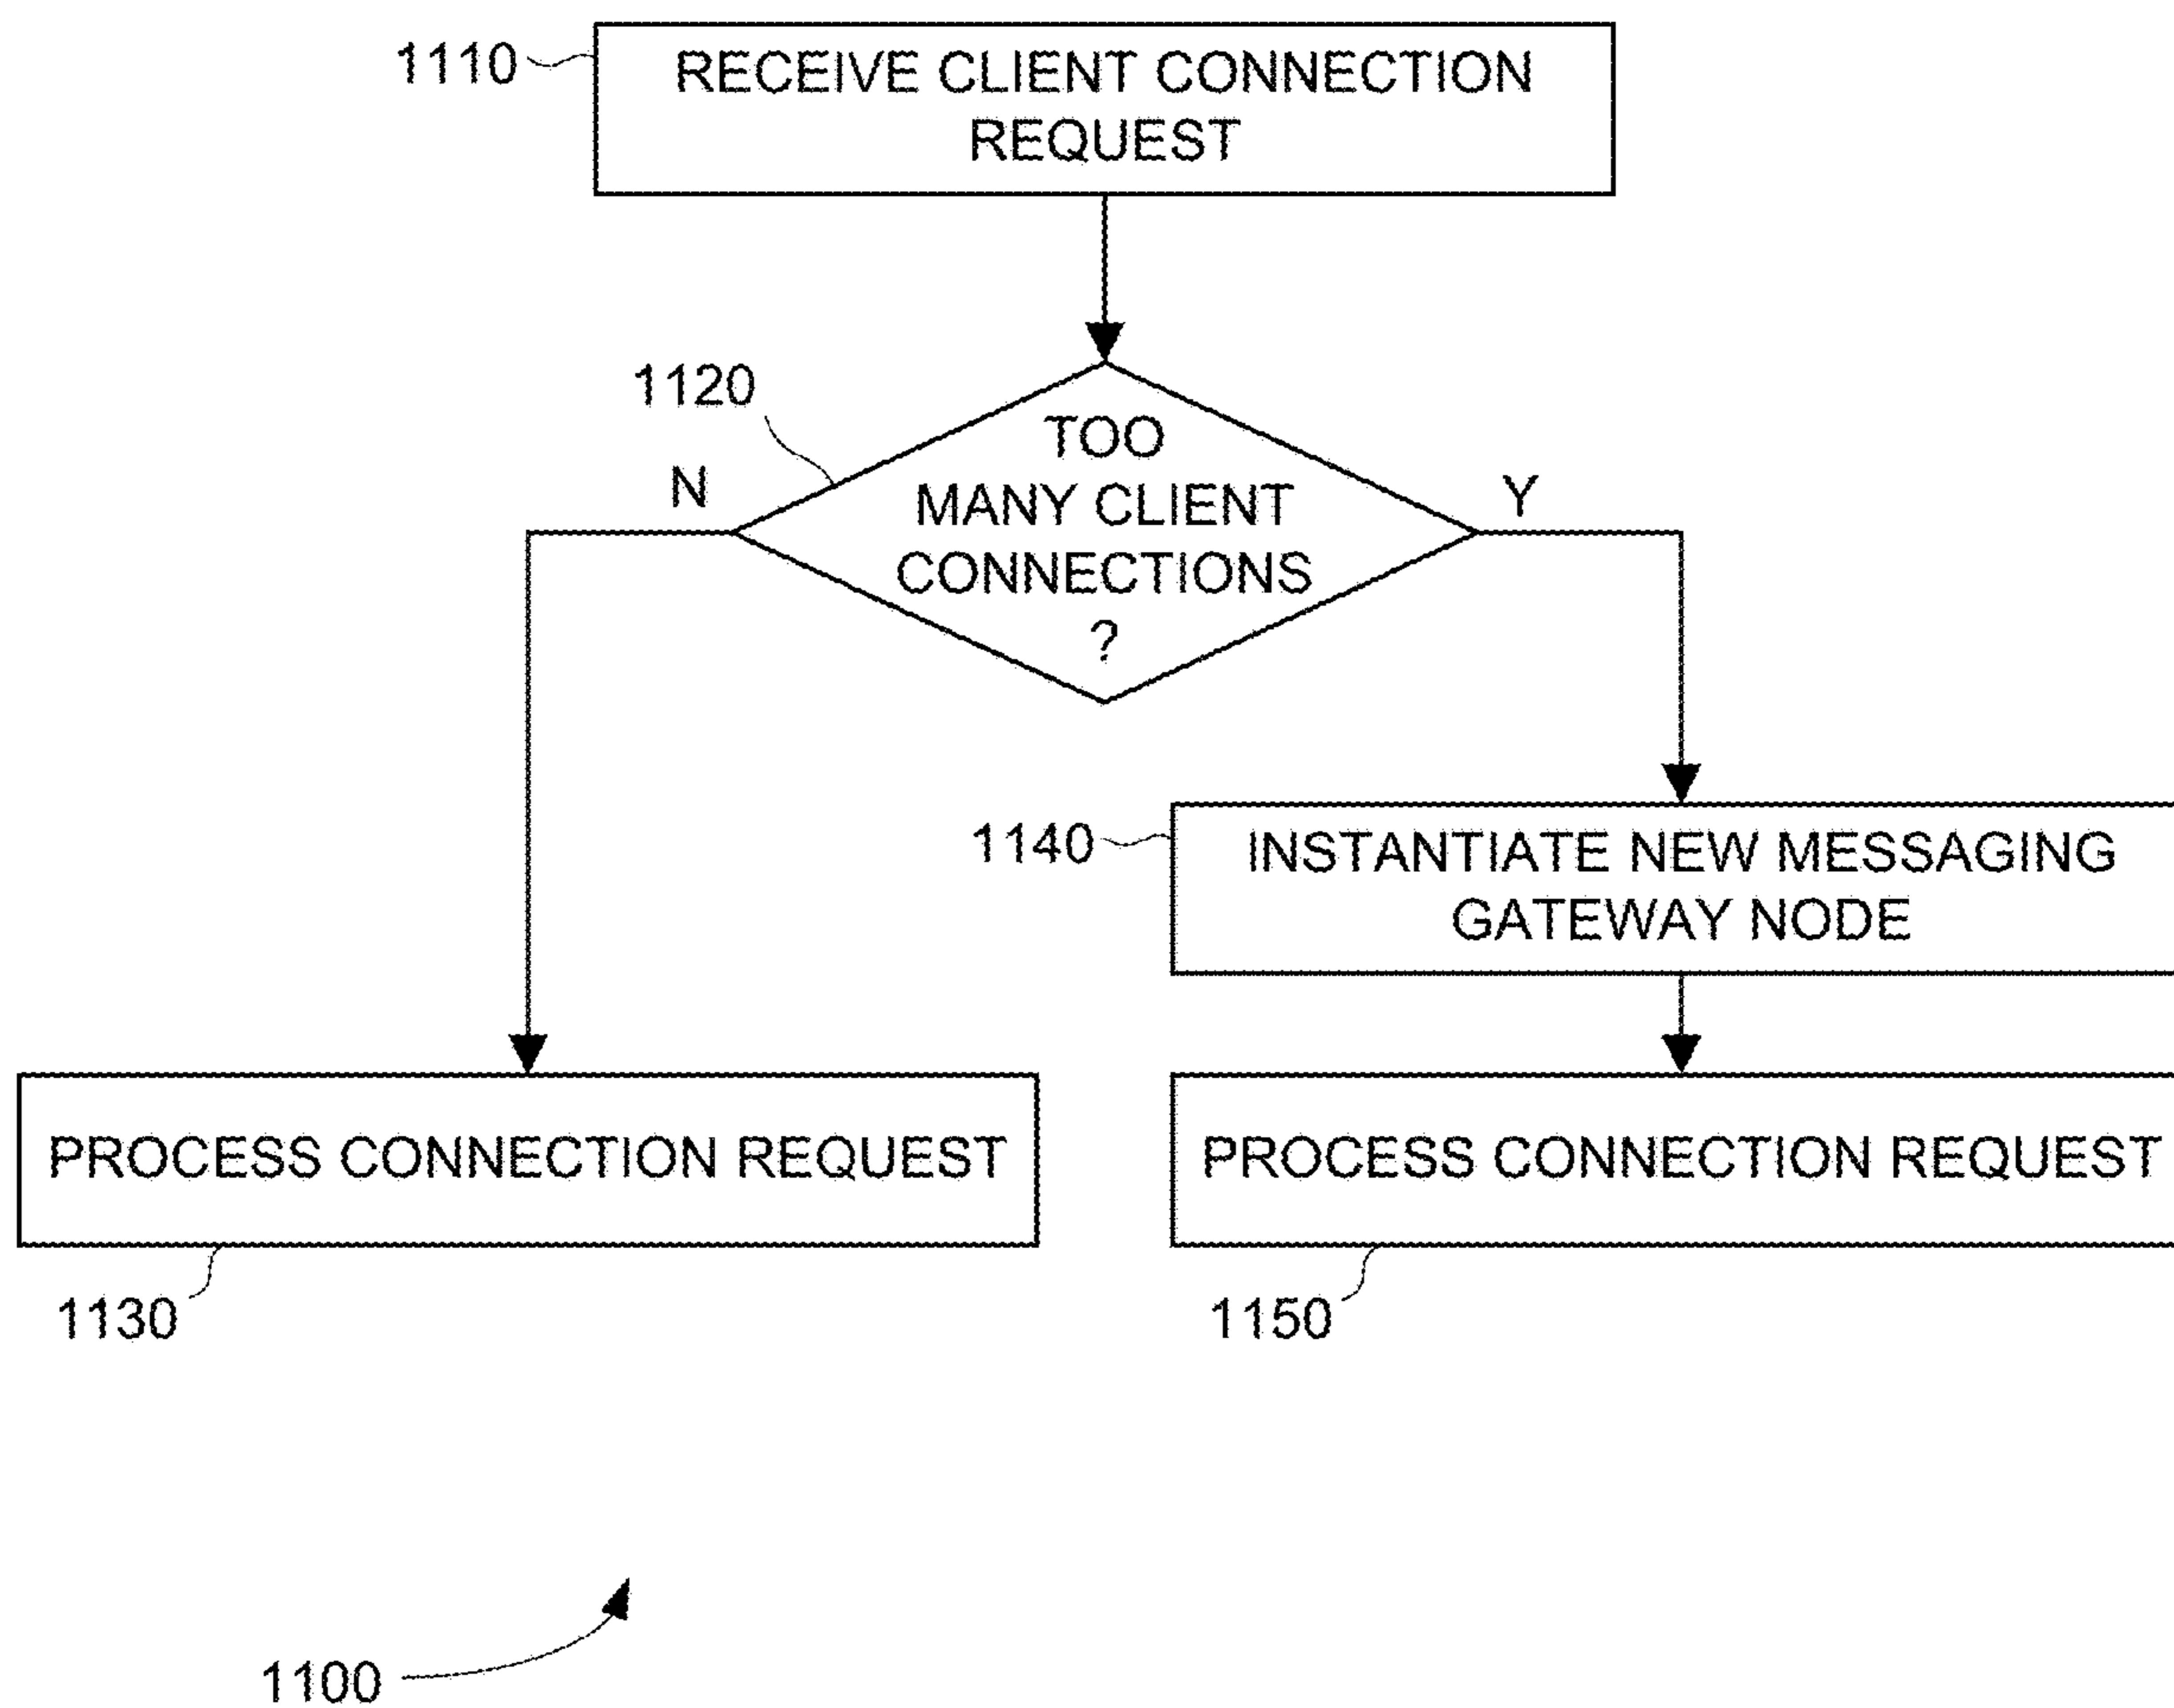 1110
RECEIVE CLIENT CONNECTION
REQUEST
1120
TOO
MANY CLIENT
CONNECTIONS
?
N
Y
1140
INSTANTIATE NEW MESSAGING
GATEWAY NODE
PROCESS CONNECTION REQUEST
PROCESS CONNECTION REQUEST
1130
1150
1100